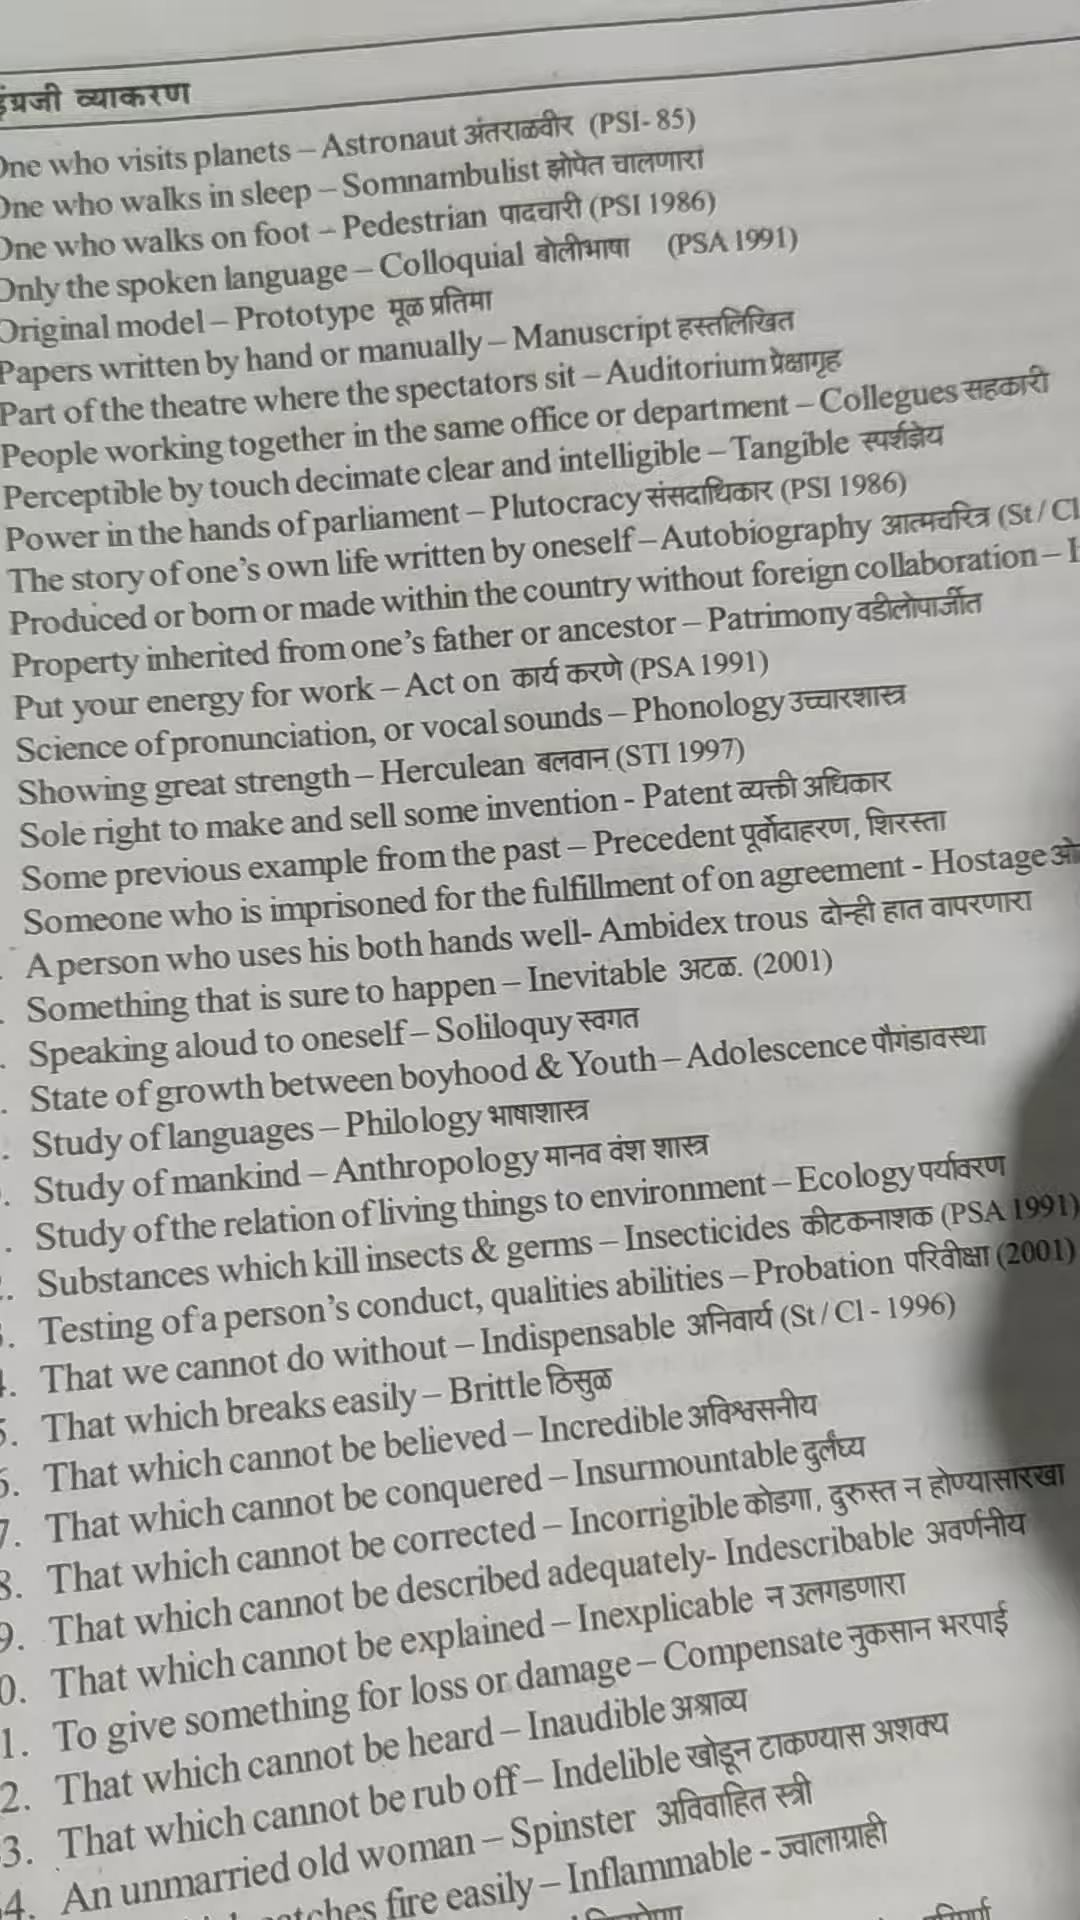 इंग्रजी व्याकरण
One who visits planets – Astronaut अंतराळवीर (PSI- 85)
One who walks in sleep – Somnambulist झोपेत चालणारा
One who walks on foot – Pedestrian पादचारी (PSI 1986)
Only the spoken language – Colloquial बोलीभाषा (PSA 1991)
Original model – Prototype मूळ प्रतिमा
Papers written by hand or manually – Manuscript हस्तलिखित
Part of the theatre where the spectators sit – Auditorium प्रेक्षागृह
People working together in the same office or department – Collegues सहकारी
Perceptible by touch decimate clear and intelligible – Tangible स्पर्शज्ञेय
Power in the hands of parliament – Plutocracy संसदाधिकार (PSI 1986)
The story of one's own life written by oneself – Autobiography आत्मचरित्र (St / Cl
Produced or born or made within the country without foreign collaboration –
Property inherited from one's father or ancestor – Patrimony वडीलोपार्जीत
Put your energy for work – Act on कार्य करणे (PSA 1991)
Science of pronunciation, or vocal sounds – Phonology उच्चारशास्त्र
Showing great strength – Herculean बलवान (STI 1997)
Sole right to make and sell some invention - Patent व्यक्ती अधिकार
Some previous example from the past – Precedent पूर्वोदाहरण, शिरस्ता
Someone who is imprisoned for the fulfillment of on agreement - Hostage
A person who uses his both hands well- Ambidex trous दोन्ही हात वापरणारा
Something that is sure to happen – Inevitable अटळ. (2001)
Speaking aloud to oneself – Soliloquy स्वगत
State of growth between boyhood & Youth – Adolescence पौगंडावस्था
Study of languages – Philology भाषाशास्त्र
Study of mankind – Anthropology मानव वंश शास्त्र
Study of the relation of living things to environment – Ecology पर्यावरण
Substances which kill insects & germs – Insecticides कीटकनाशक (PSA 1991)
Testing of a person's conduct, qualities abilities – Probation परिवीक्षा (2001)
That we cannot do without – Indispensable अनिवार्य (St / Cl - 1996)
5. That which breaks easily – Brittle ठिसुळ
6. That which cannot be believed – Incredible अविश्वसनीय
7. That which cannot be conquered – Insurmountable दुर्लंघ्य
8. That which cannot be corrected – Incorrigible कोडगा, दुरुस्त न होण्यासारखा
9. That which cannot be described adequately- Indescribable अवर्णनीय
0. That which cannot be explained – Inexplicable न उलगडणारा
1. To give something for loss or damage – Compensate नुकसान भरपाई
2. That which cannot be heard – Inaudible अश्राव्य
3. That which cannot be rub off – Indelible खोडून टाकण्यास अशक्य
4. An unmarried old woman – Spinster अविवाहित स्त्री
catches fire easily – Inflammable - ज्वालाग्राही